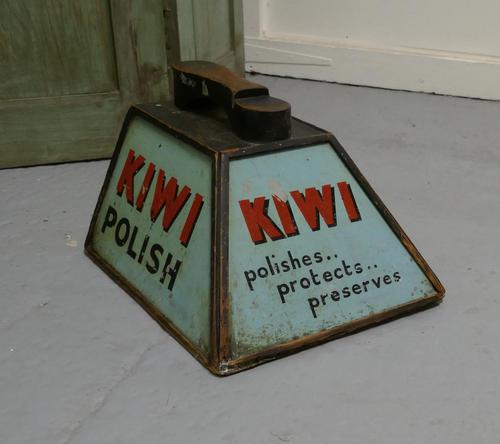 KIWI
POLISH
KIWI
polishes..
protects..
preserves